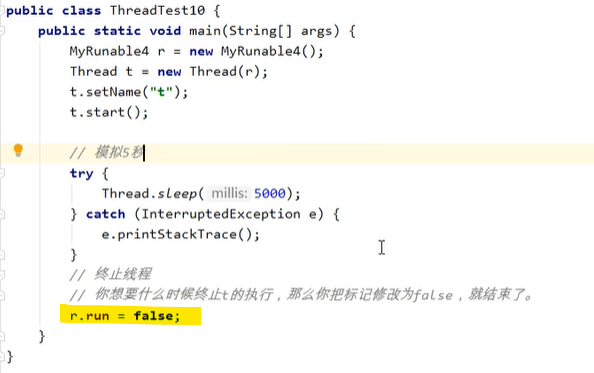 public class ThreadTest10 {
public static void main(String[] args) {
MyRunable4 r = new MyRunable4();
Thread t = new Thread(r);
t.setName("t");
t.start();
// 模拟5秒
try {
Thread.sleep( millis: 5000);
} catch (InterruptedException e) {
e.printStackTrace();
}
// 终止线程
// 你想要什么时候终止t的执行，那么你把标记修改为false，就结束了。
r.run = false;
}
}